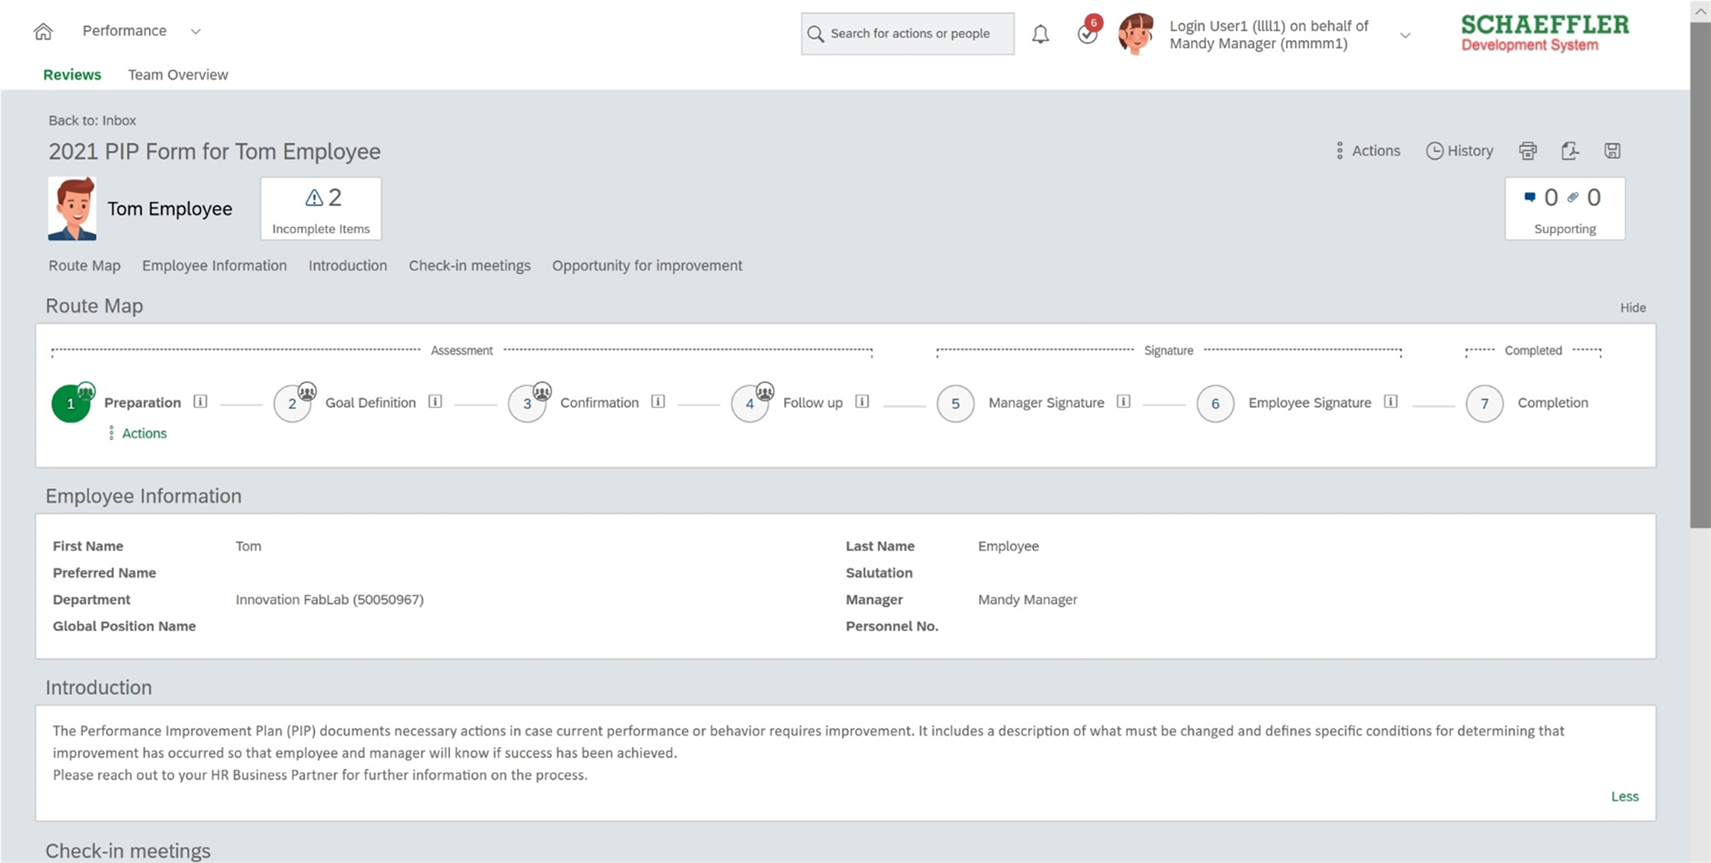 Performance
Search for actions or people
6
Login User1 (llll1) on behalf of
Mandy Manager (mmmm1)
SCHAEFFLER
Development System
Reviews Team Overview
Back to: Inbox
2021 PIP Form for Tom Employee
Actions History
Tom Employee
2
Incomplete Items
0 0
Supporting
Route Map Employee Information Introduction Check-in meetings Opportunity for improvement
Route Map
Hide
Assessment Signature Completed
1 Preparation 2 Goal Definition 3 Confirmation 4 Follow up 5 Manager Signature 6 Employee Signature 7 Completion
Actions
Employee Information
First Name Tom Last Name Employee
Preferred Name Salutation
Department Innovation FabLab (50050967) Manager Mandy Manager
Global Position Name Personnel No.
Introduction
The Performance Improvement Plan (PIP) documents necessary actions in case current performance or behavior requires improvement. It includes a description of what must be changed and defines specific conditions for determining that
improvement has occurred so that employee and manager will know if success has been achieved.
Please reach out to your HR Business Partner for further information on the process.
Less
Check-in meetings